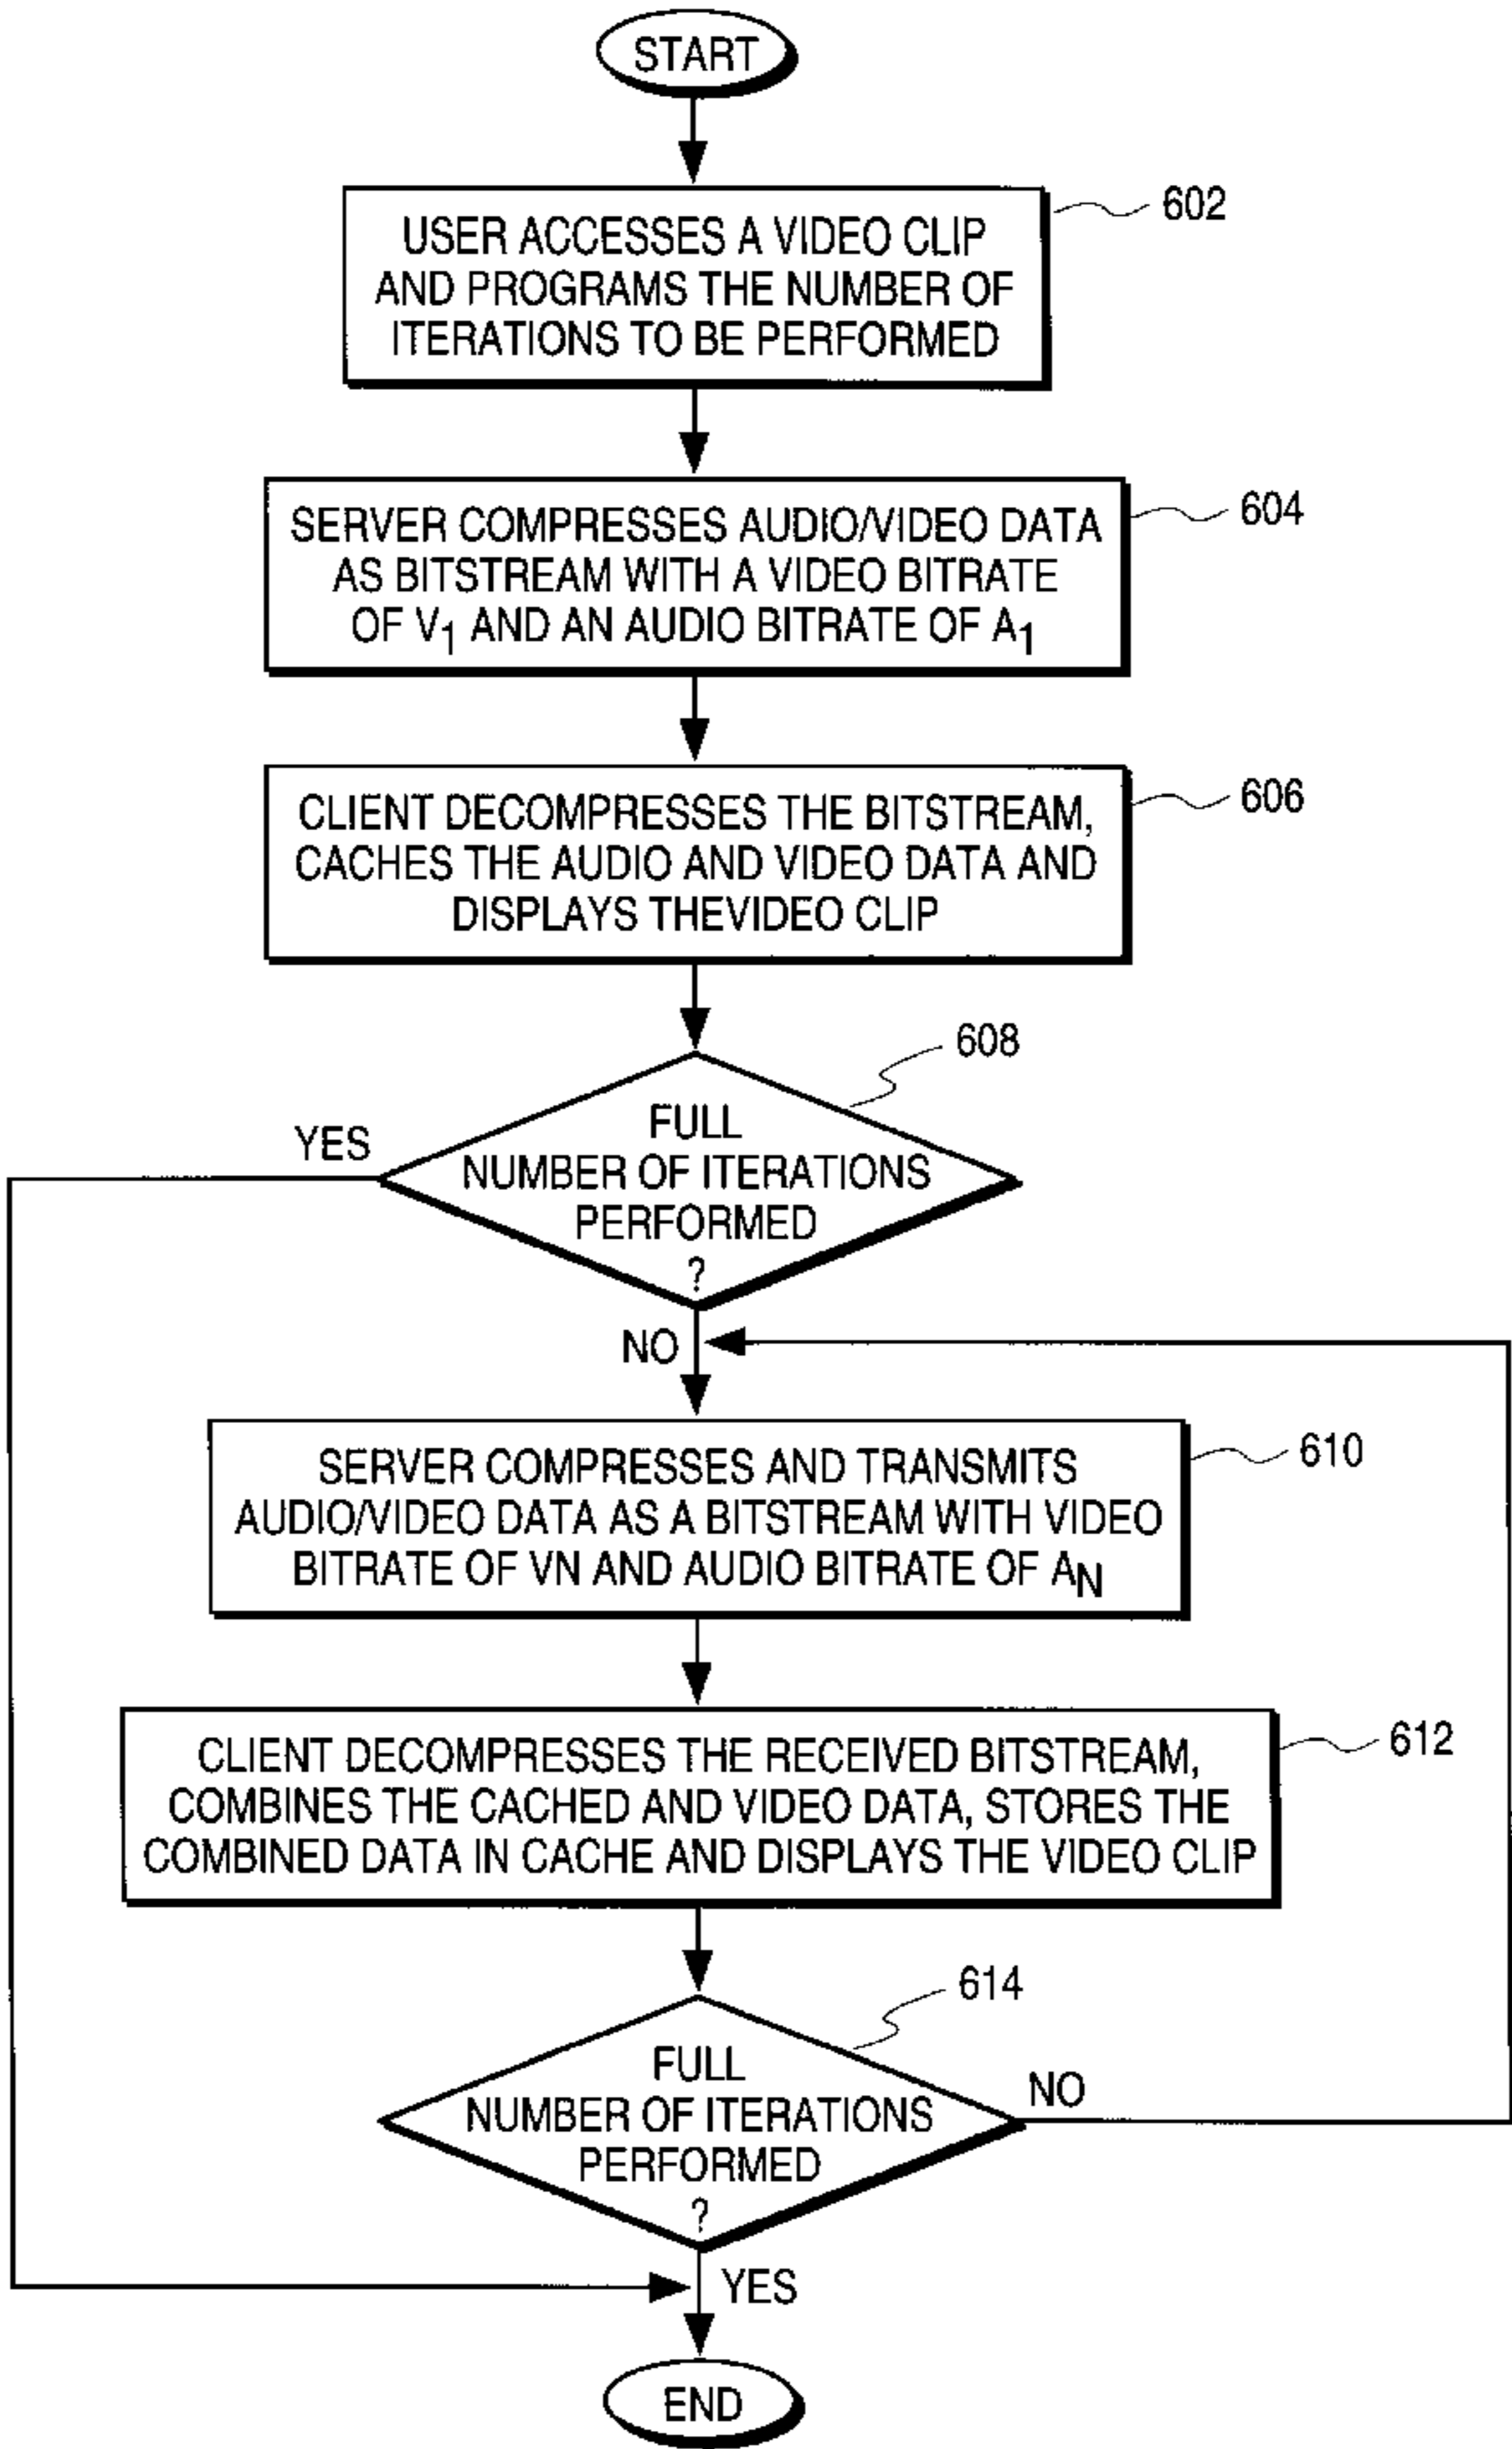 START
602
USER ACCESSES A VIDEO CLIP
AND PROGRAMS THE NUMBER OF
ITERATIONS TO BE PERFORMED
604
SERVER COMPRESSES AUDIO/VIDEO DATA
AS BITSTREAM WITH A VIDEO BITRATE
OF V1 AND AN AUDIO BITRATE OF A1
606
CLIENT DECOMPRESSES THE BITSTREAM,
CACHES THE AUDIO AND VIDEO DATA AND
DISPLAYS THEVIDEO CLIP
608
YES
FULL
NUMBER OF ITERATIONS
PERFORMED
?
NO
610
SERVER COMPRESSES AND TRANSMITS
AUDIO/VIDEO DATA AS A BITSTREAM WITH VIDEO
BITRATE OF VN AND AUDIO BITRATE OF AN
612
CLIENT DECOMPRESSES THE RECEIVED BITSTREAM,
COMBINES THE CACHED AND VIDEO DATA, STORES THE
COMBINED DATA IN CACHE AND DISPLAYS THE VIDEO CLIP
614
FULL
NUMBER OF ITERATIONS
PERFORMED
?
NO
YES
END